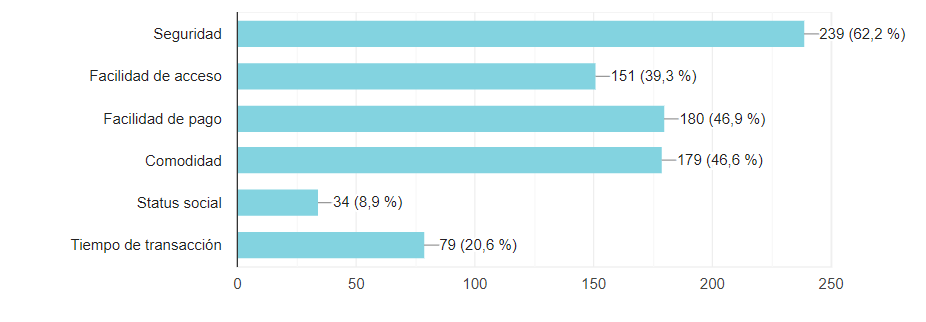 Seguridad 239 (62,2 %)
Facilidad de acceso 151 (39,3 %)
Facilidad de pago 180 (46,9 %)
Comodidad 179 (46,6 %)
Status social 34 (8,9 %)
Tiempo de transacción 79 (20,6 %)
0 50 100 150 200 250